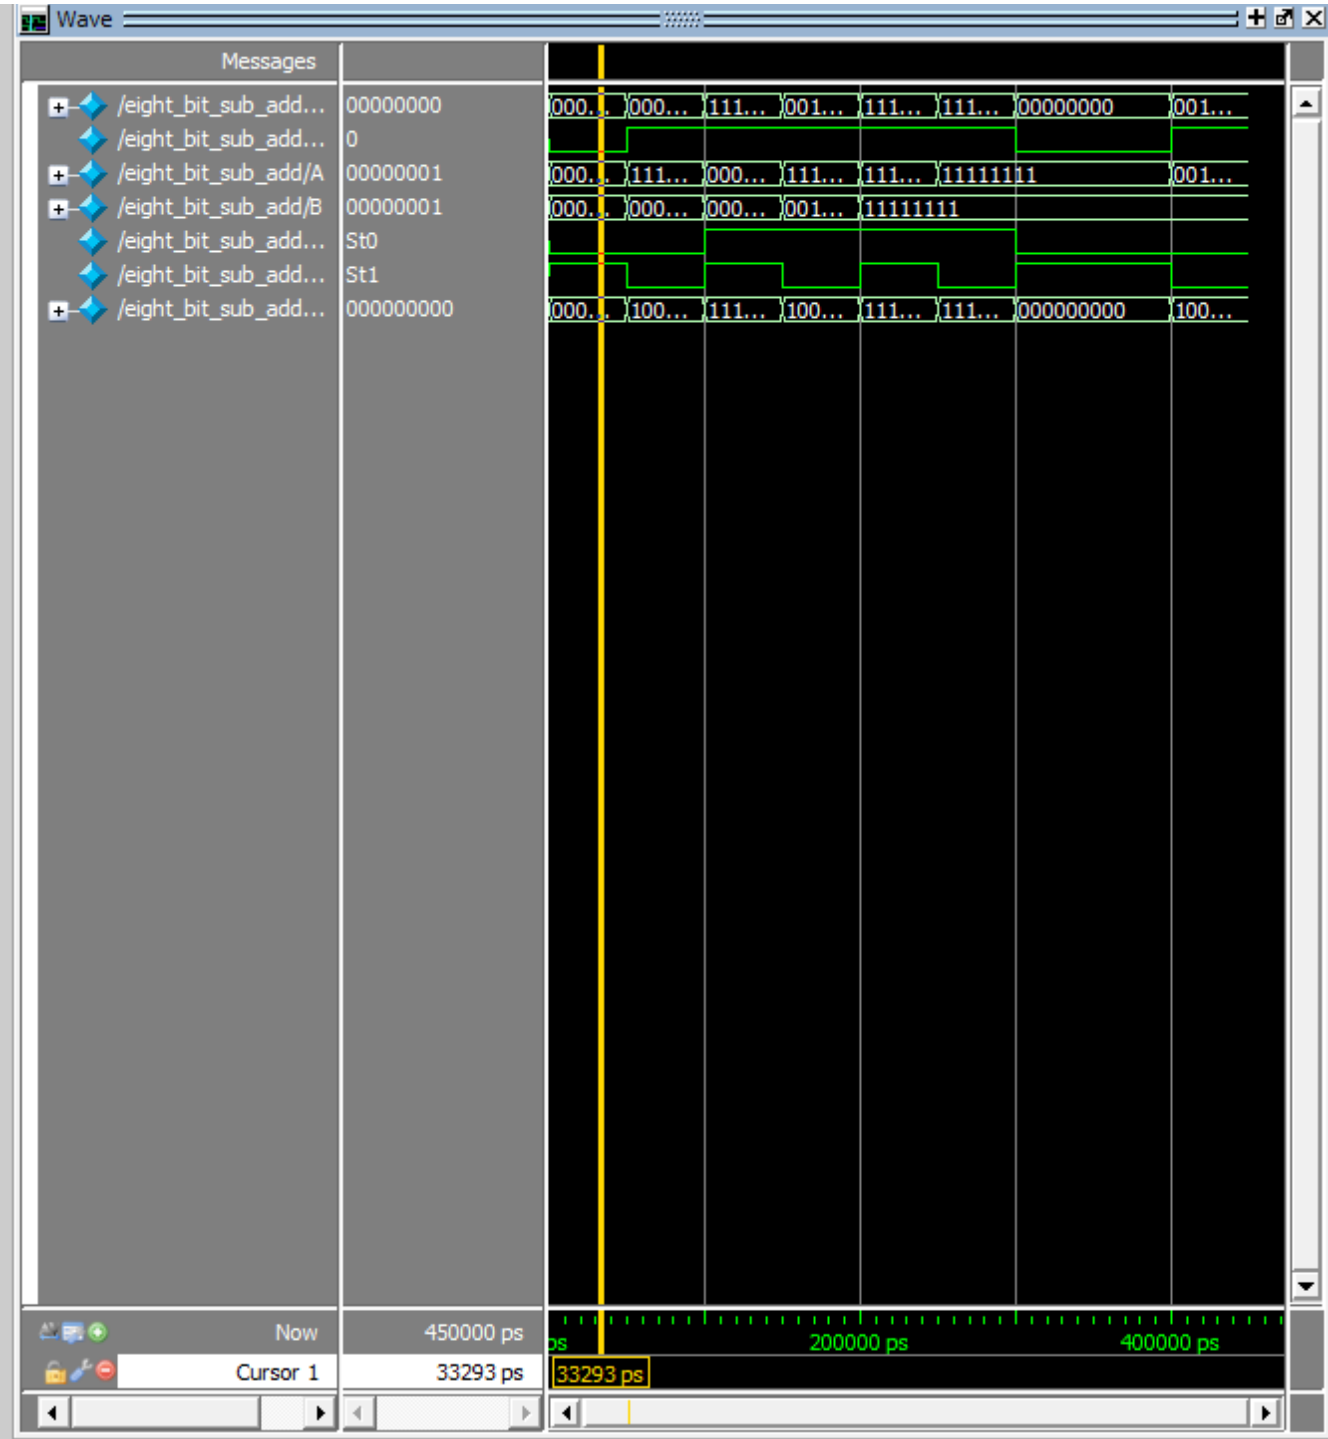 Wave
Messages
/eight_bit_sub_add... 00000000 000... 000... 111... 001... 111... 111... 00000000 001...
/eight_bit_sub_add... 0
/eight_bit_sub_add/A 00000001 000... 111... 000... 111... 111... 11111111 001...
/eight_bit_sub_add/B 00000001 000... 000... 000... 001... 11111111
/eight_bit_sub_add... St0
/eight_bit_sub_add... St1
/eight_bit_sub_add... 000000000 000... 100... 111... 100... 111... 111... 000000000 100...
Now 450000 ps ps 200000 ps 400000 ps
Cursor 1 33293 ps 33293 ps